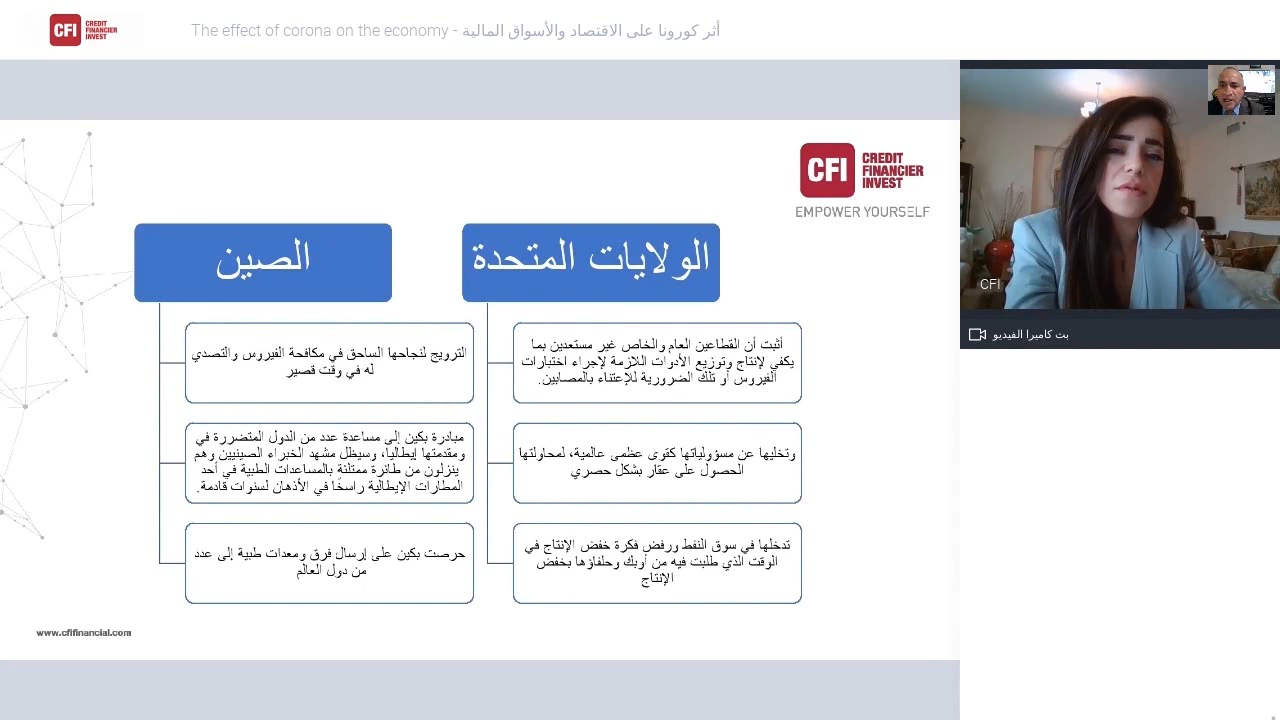 CFI
CREDIT
FINANCIER
INVEST
The effect of corona on the economy - أثر كورونا على الاقتصاد والأسواق المالية
CFI
CREDIT
FINANCIER
INVEST
EMPOWER YOURSELF
الولايات المتحدة
أثبت أن القطاعين العام والخاص غير مستعدين بما
يكفي لإنتاج وتوزيع الأدوات اللازمة لإجراء اختبارات
الفيروس أو تلك الضرورية للإعتناء بالمصابين.
وتخليها عن مسؤولياتها كقوى عظمى عالمية، لمحاولتها
الحصول على عقار بشكل حصري
تدخلها في سوق النفط ورفض فكرة خفض الإنتاج في
الوقت الذي طلبت فيه من أوبك وحلفاؤها بخفض
الإنتاج
الصين
الترويج لنجاحها الساحق في مكافحة الفيروس والتصدي
له في وقت قصير
مبادرة بكين إلى مساعدة عدد من الدول المتضررة في
ومقدمتها إيطاليا، وسيظل مشهد الخبراء الصينيين وهم
ينزلون من طائرة ممتلئة بالمساعدات الطبية في أحد
المطارات الإيطالية راسخًا في الأذهان لسنوات قادمة.
حرصت بكين على إرسال فرق ومعدات طبية إلى عدد
من دول العالم
www.cfifinancial.com
CFI
بث كاميرا الفيديو